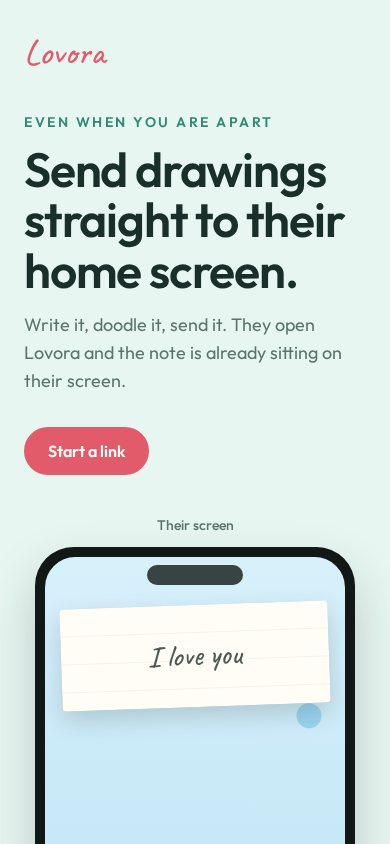 Lovora
EVEN WHEN YOU ARE APART
Send drawings
straight to their
home screen.
Write it, doodle it, send it. They open
Lovora and the note is already sitting on
their screen.
Start a link
Their screen
I love you